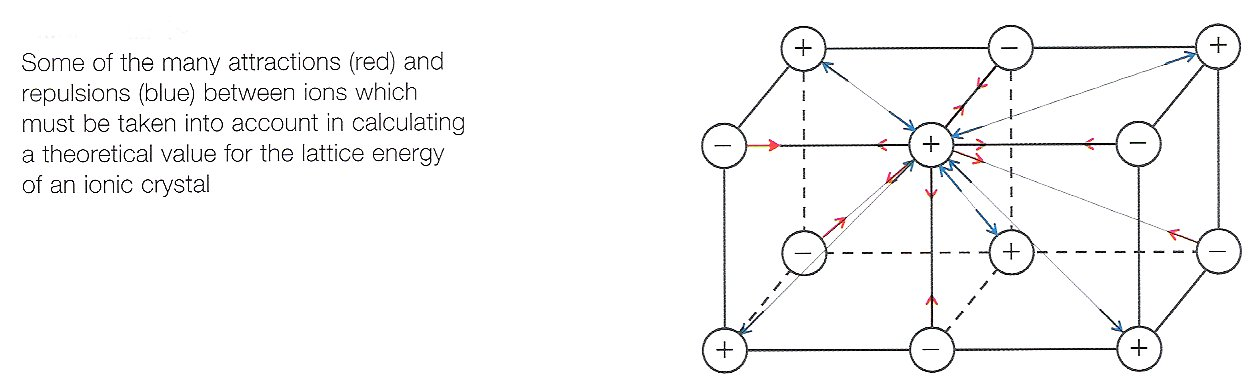 Some of the many attractions (red) and
repulsions (blue) between ions which
must be taken into account in calculating
a theoretical value for the lattice energy
of an ionic crystal
+ − +
− + −
− + −
+ − +